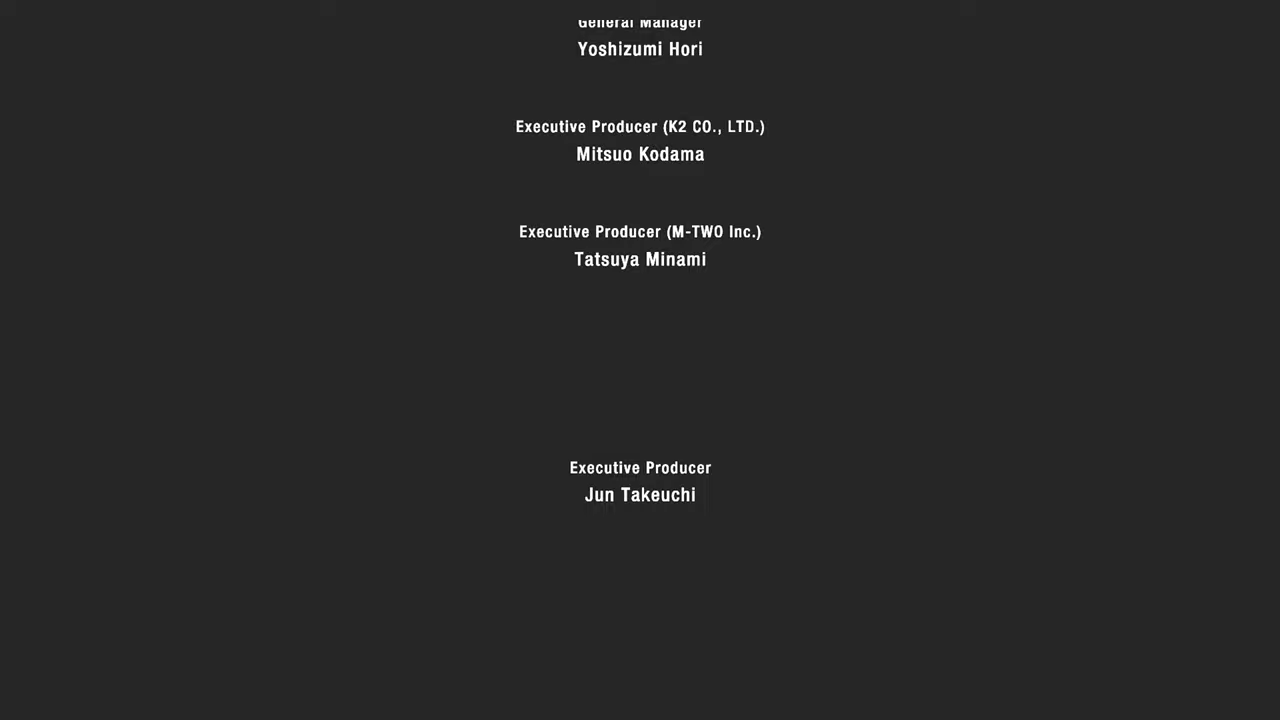 General Manager
Yoshizumi Hori
Executive Producer (K2 CO., LTD.)
Mitsuo Kodama
Executive Producer (M-TWO Inc.)
Tatsuya Minami
Executive Producer
Jun Takeuchi